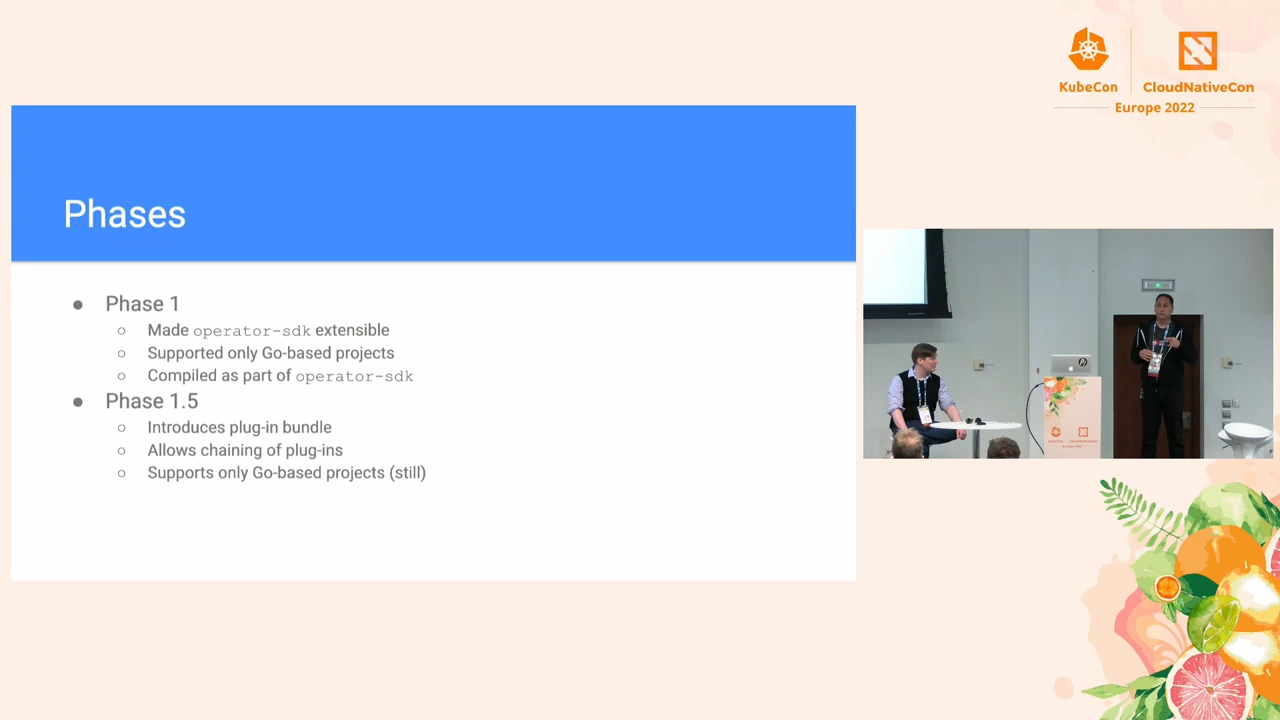 KubeCon
CloudNativeCon
Europe 2022
Phases
● Phase 1
○ Made operator-sdk extensible
○ Supported only Go-based projects
○ Compiled as part of operator-sdk
● Phase 1.5
○ Introduces plug-in bundle
○ Allows chaining of plug-ins
○ Supports only Go-based projects (still)